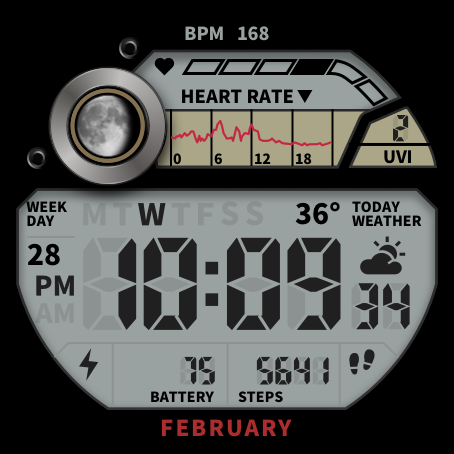 BPM 168
HEART RATE ▼
2
UVI
0 6 12 18
WEEK DAY
M T W T F S S
36°
TODAY WEATHER
28
PM
AM
10:09
34
75
BATTERY
5641
STEPS
FEBRUARY